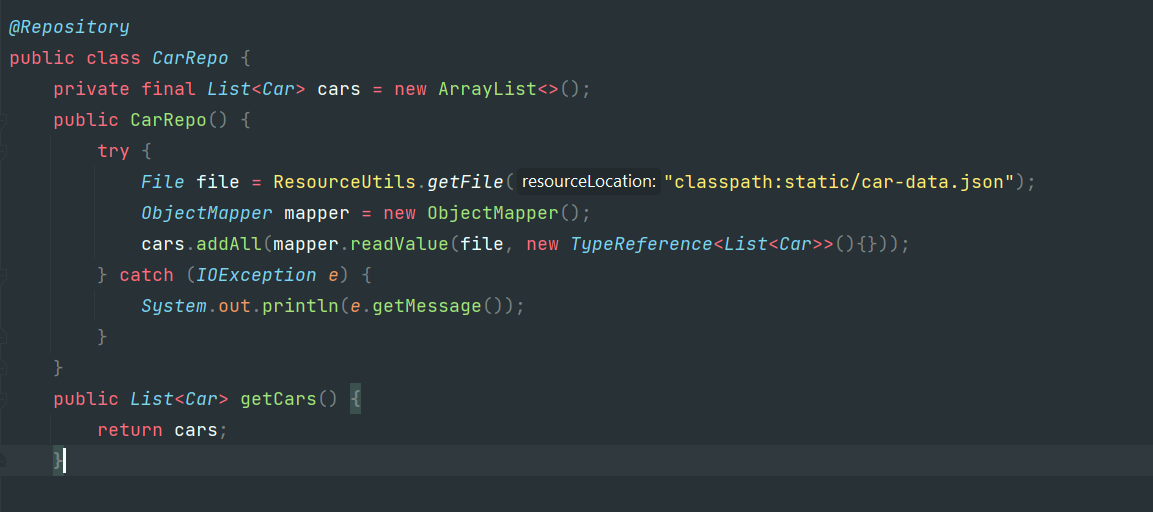 @Repository
public class CarRepo {
    private final List<Car> cars = new ArrayList<>();
    public CarRepo() {
        try {
            File file = ResourceUtils.getFile( resourceLocation: "classpath:static/car-data.json");
            ObjectMapper mapper = new ObjectMapper();
            cars.addAll(mapper.readValue(file, new TypeReference<List<Car>>(){}));
        } catch (IOException e) {
            System.out.println(e.getMessage());
        }
    }
    public List<Car> getCars() {
        return cars;
    }